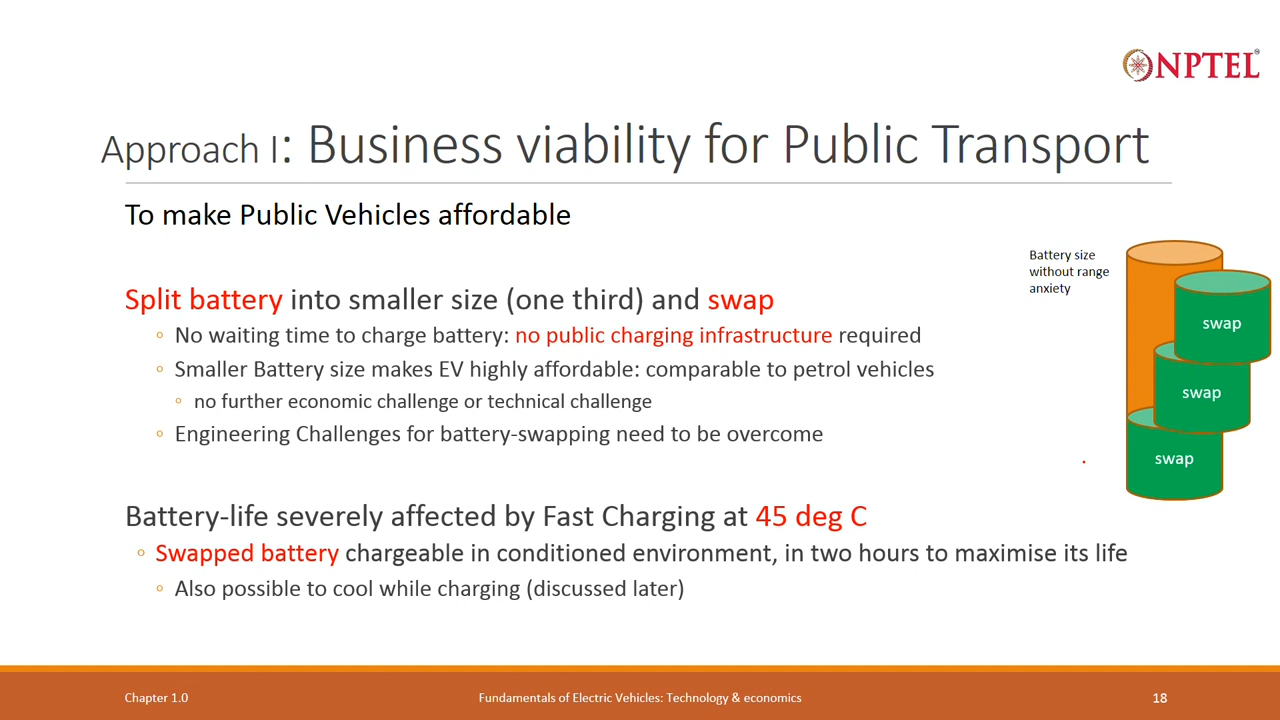 NPTEL
Approach I: Business viability for Public Transport
To make Public Vehicles affordable
Battery size
without range
anxiety
Split battery into smaller size (one third) and swap
◦ No waiting time to charge battery: no public charging infrastructure required
◦ Smaller Battery size makes EV highly affordable: comparable to petrol vehicles
◦ no further economic challenge or technical challenge
◦ Engineering Challenges for battery-swapping need to be overcome
swap
swap
swap
Battery-life severely affected by Fast Charging at 45 deg C
◦ Swapped battery chargeable in conditioned environment, in two hours to maximise its life
◦ Also possible to cool while charging (discussed later)
Chapter 1.0
Fundamentals of Electric Vehicles: Technology & economics
18